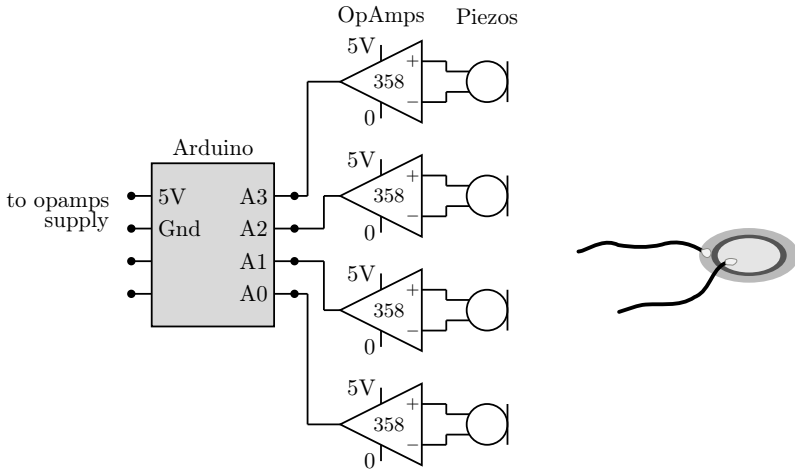 OpAmps Piezos
5V
+
358
−
0
Arduino
to opamps
supply
5V
Gnd
A3
A2
A1
A0
5V
+
358
−
0
5V
+
358
−
0
5V
+
358
−
0